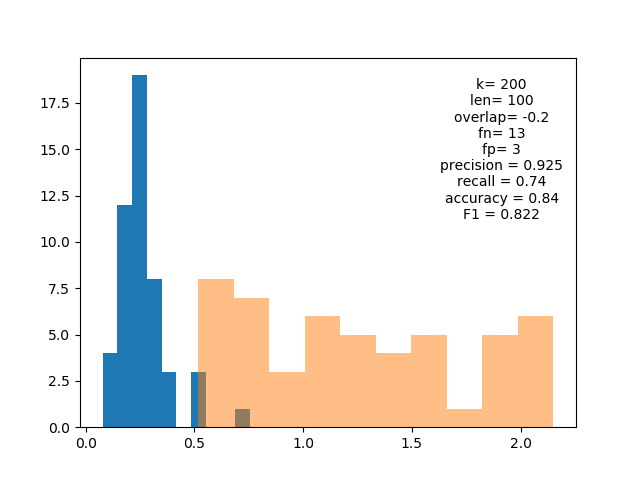 k= 200
len= 100
overlap= -0.2
fn= 13
fp= 3
precision = 0.925
recall = 0.74
accuracy = 0.84
F1 = 0.822
17.5
15.0
12.5
10.0
7.5
5.0
2.5
0.0
0.0 0.5 1.0 1.5 2.0